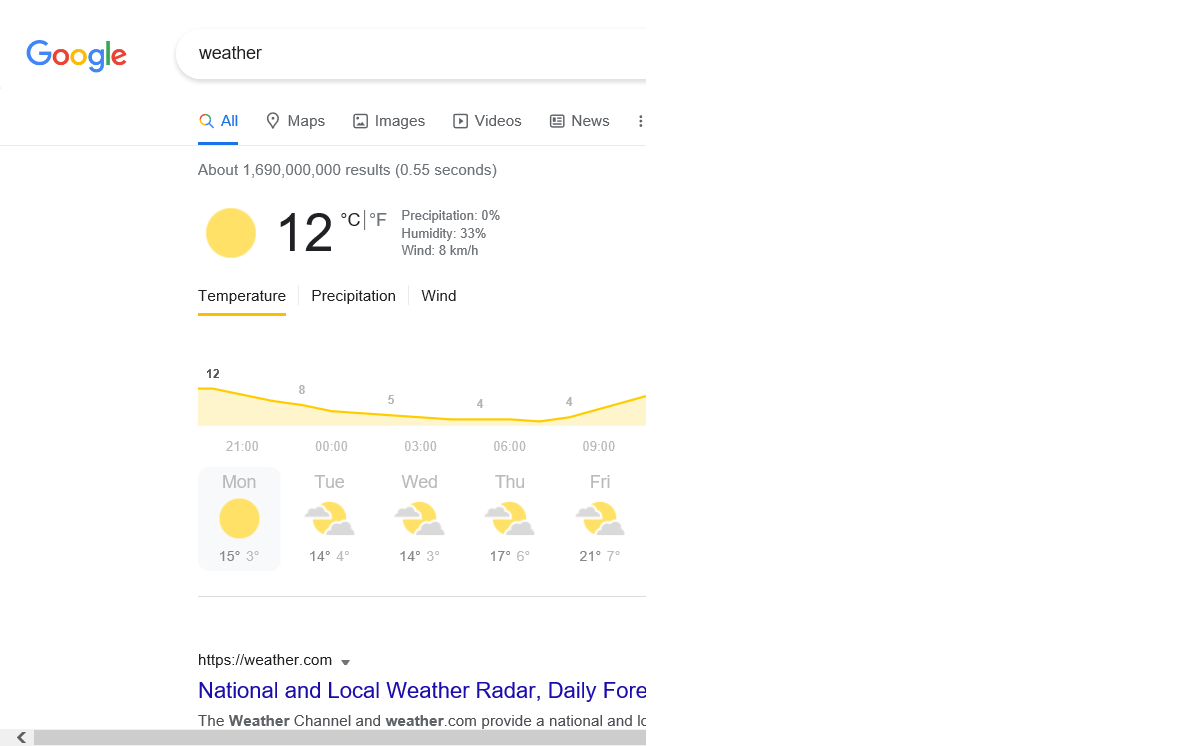 Google
weather
All Maps Images Videos News
About 1,690,000,000 results (0.55 seconds)
12 °C|°F
Precipitation: 0%
Humidity: 33%
Wind: 8 km/h
Temperature Precipitation Wind
12 8 5 4 4
21:00 00:00 03:00 06:00 09:00
Mon Tue Wed Thu Fri
15° 3° 14° 4° 14° 3° 17° 6° 21° 7°
https://weather.com
National and Local Weather Radar, Daily Fore
The Weather Channel and weather.com provide a national and